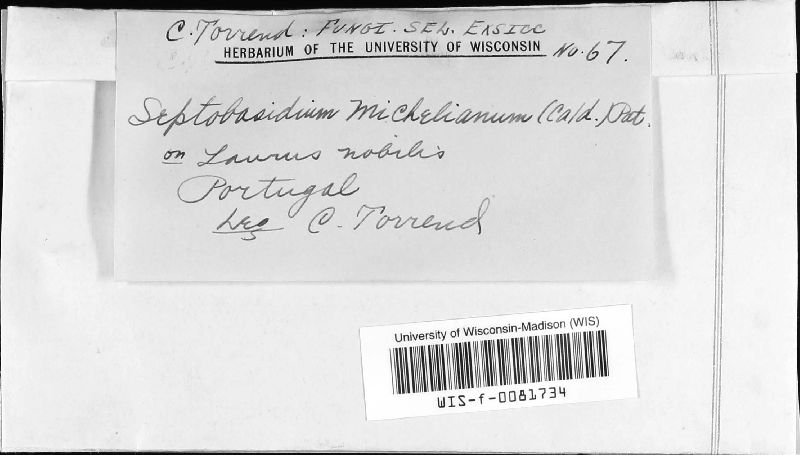 C. Torrend: Fungi. Sel. Exsicc
HERBARIUM OF THE UNIVERSITY OF WISCONSIN No. 67.
Septobasidium Michelianum (Cald.) Pat.
on Laurus nobilis
Portugal
Leg C. Torrend
University of Wisconsin-Madison (WIS)
WIS-f-0081734